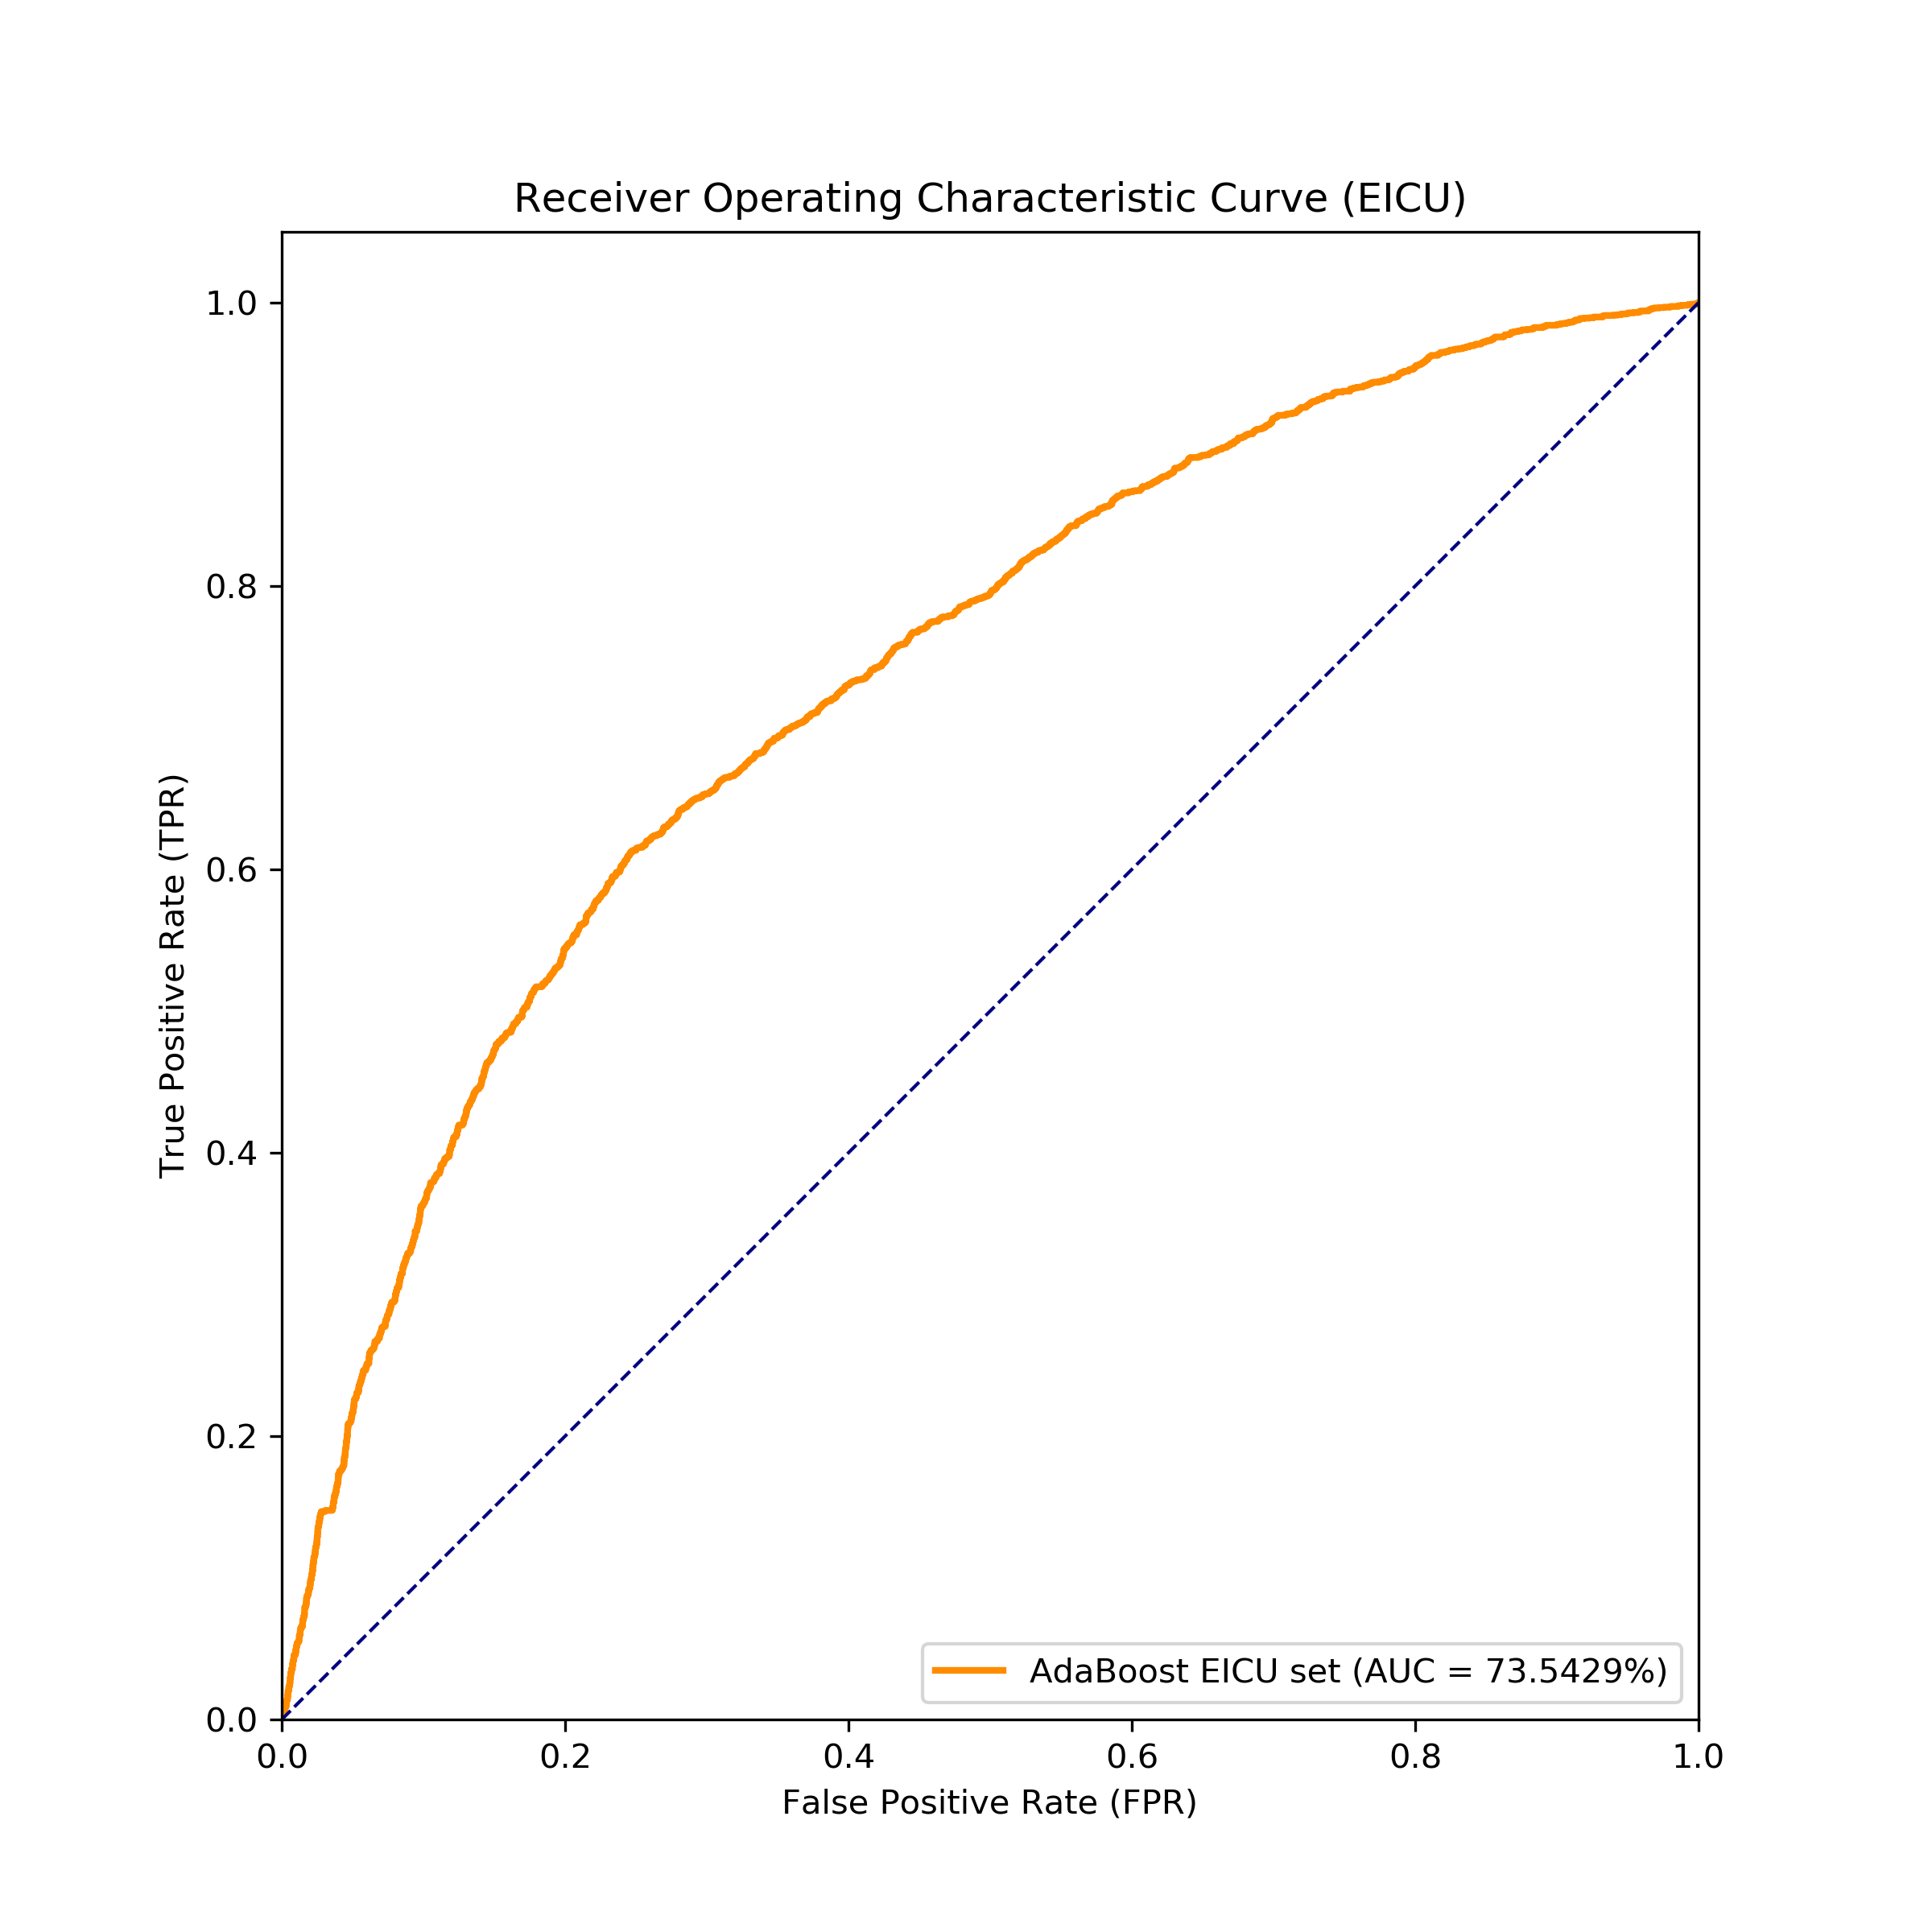 Receiver Operating Characteristic Curve (EICU)
1.0
0.8
0.6
0.4
0.2
0.0
True Positive Rate (TPR)
AdaBoost EICU set (AUC = 73.5429%)
0.0 0.2 0.4 0.6 0.8 1.0
False Positive Rate (FPR)